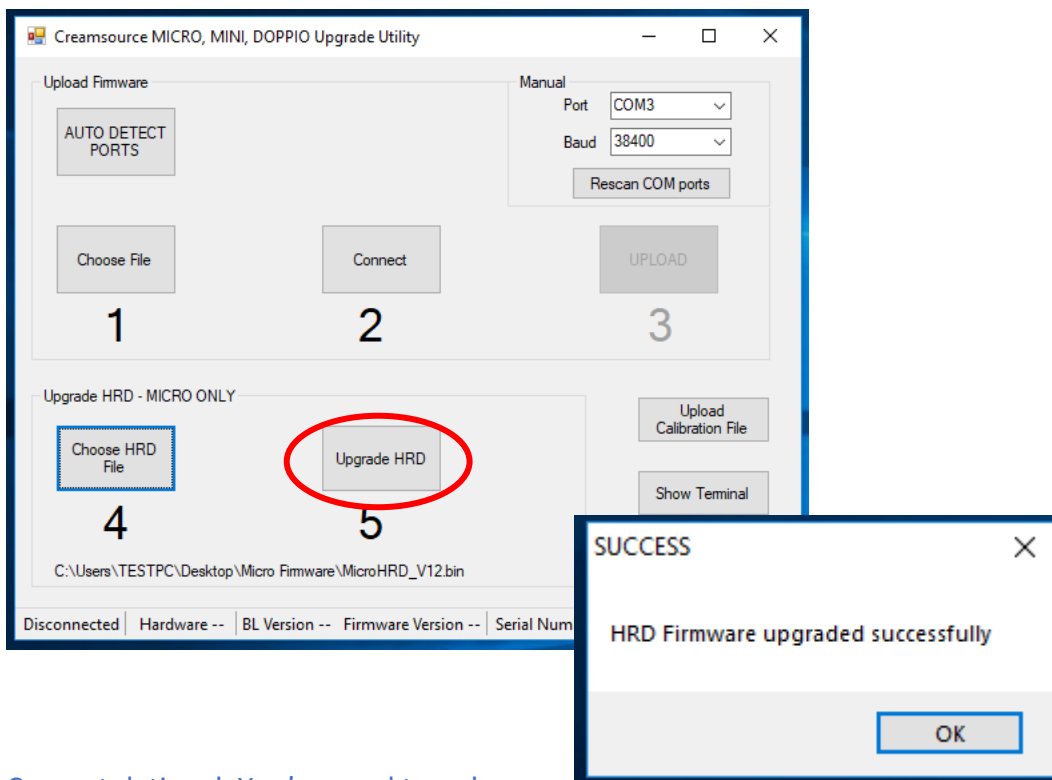 Creamsource MICRO, MINI, DOPPIO Upgrade Utility
Upload Firmware
Manual
AUTO DETECT
PORTS
Port COM3
Baud 38400
Rescan COM ports
Choose File
Connect
UPLOAD
1
2
3
Upgrade HRD - MICRO ONLY
Choose HRD
File
Upgrade HRD
Upload
Calibration File
Show Terminal
4
5
C:\Users\TESTPC\Desktop\Micro Firmware\MicroHRD_V12.bin
Disconnected Hardware -- BL Version -- Firmware Version -- Serial Num
SUCCESS
HRD Firmware upgraded successfully
OK